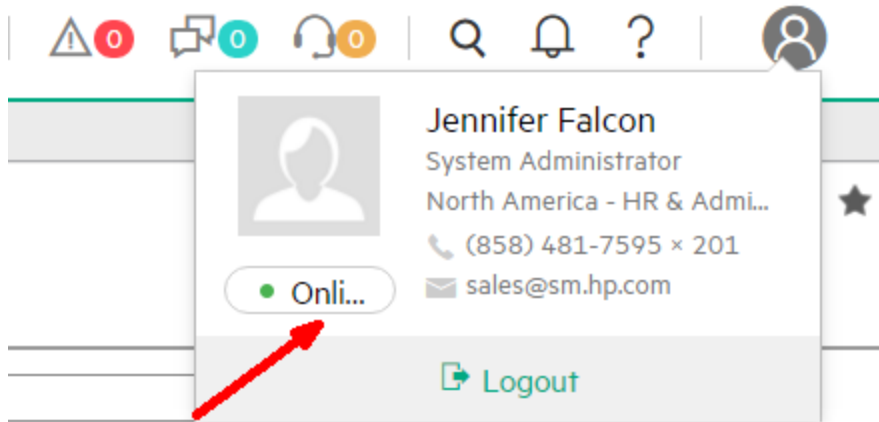 0 0 0 ?
Jennifer Falcon
System Administrator
North America - HR & Admi...
(858) 481-7595 × 201
Onli...
sales@sm.hp.com
Logout